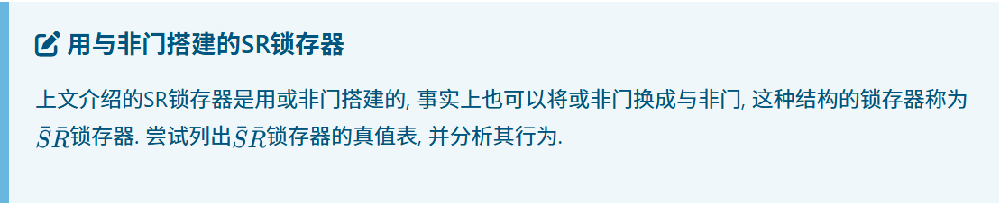 用与非门搭建的SR锁存器
上文介绍的SR锁存器是用或非门搭建的, 事实上也可以将或非门换成与非门, 这种结构的锁存器称为
S̄R̄锁存器. 尝试列出S̄R̄锁存器的真值表, 并分析其行为.